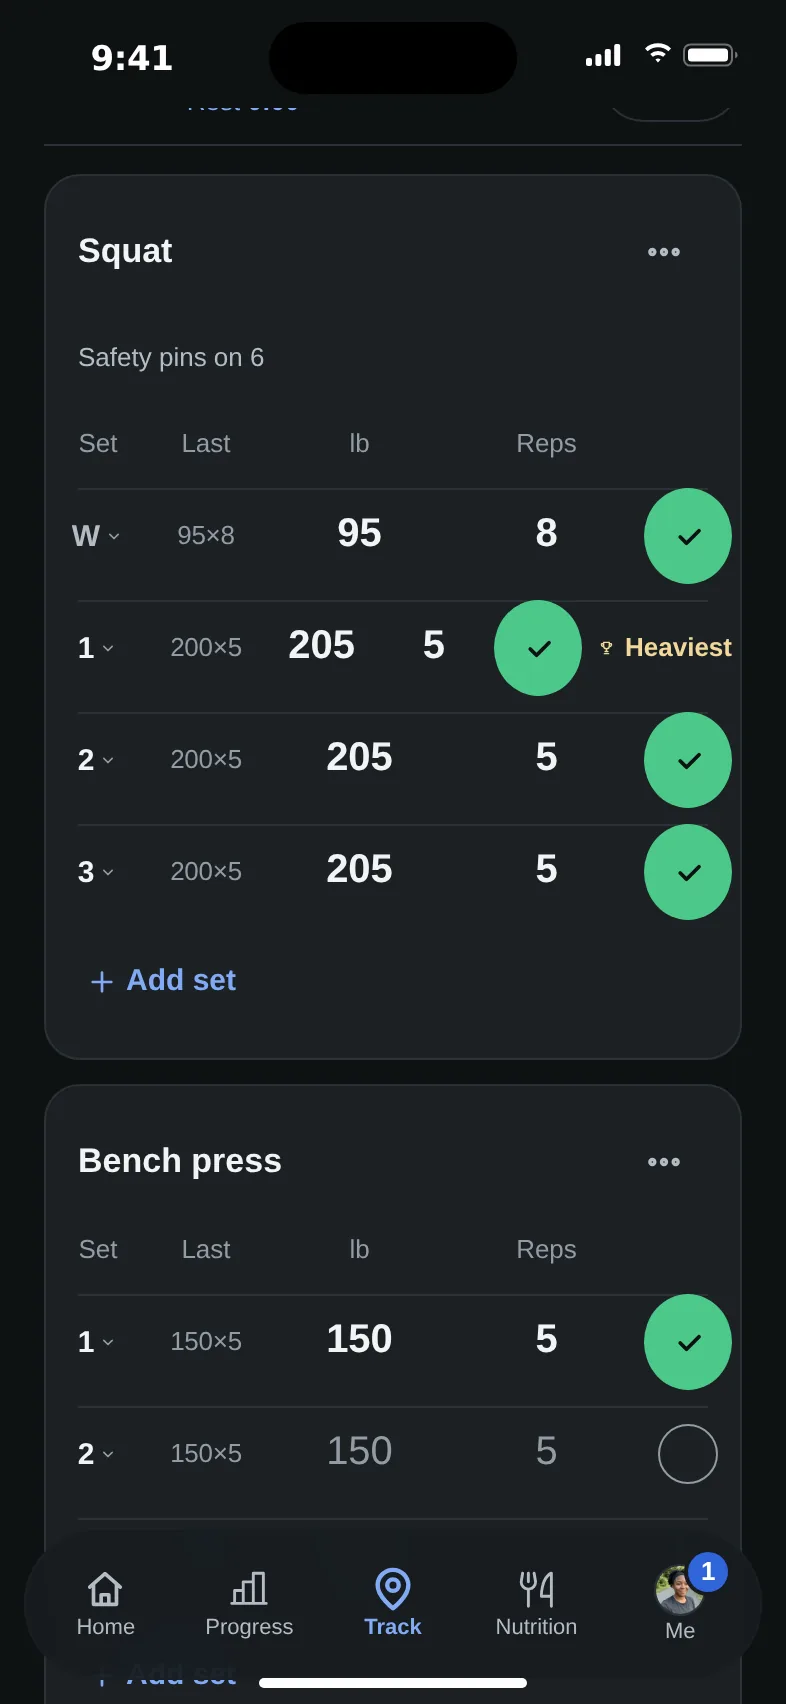 9:41
Squat
Safety pins on 6
Set Last lb Reps
W 95×8 95 8
1 200×5 205 5 Heaviest
2 200×5 205 5
3 200×5 205 5
Add set
Bench press
Set Last lb Reps
1 150×5 150 5
2 150×5 150 5
Home Progress Track Nutrition 1 Me
Add set